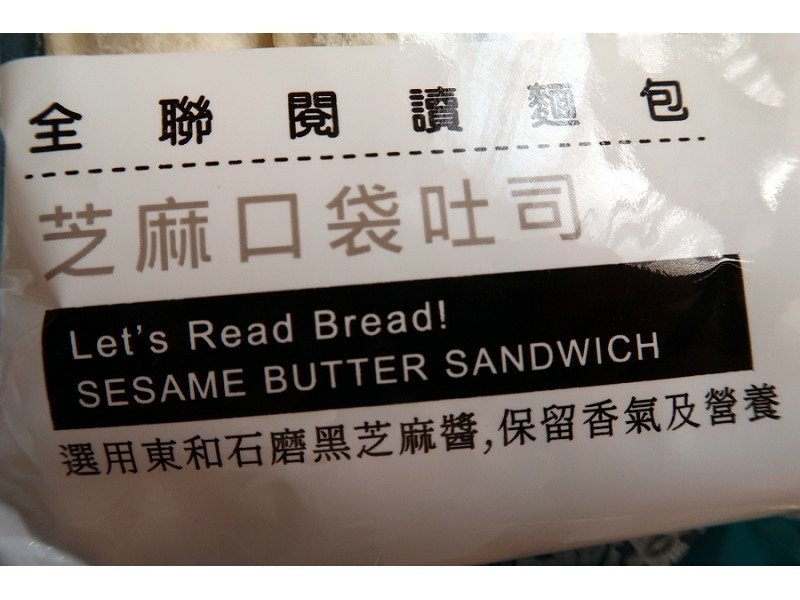 全聯閱讀麵包
芝麻口袋吐司
Let's Read Bread!
SESAME BUTTER SANDWICH
選用東和石磨黑芝麻醬,保留香氣及營養